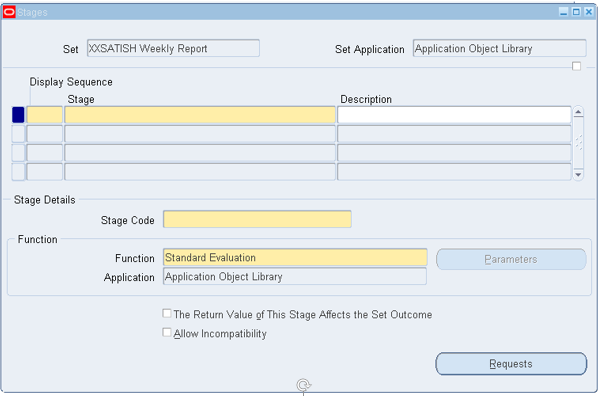 Stages
Set XXSATISH Weekly Report Set Application Application Object Library
Display Sequence
Stage Description
Stage Details
Stage Code
Function
Function Standard Evaluation Parameters
Application Application Object Library
The Return Value of This Stage Affects the Set Outcome
Allow Incompatibility
Requests